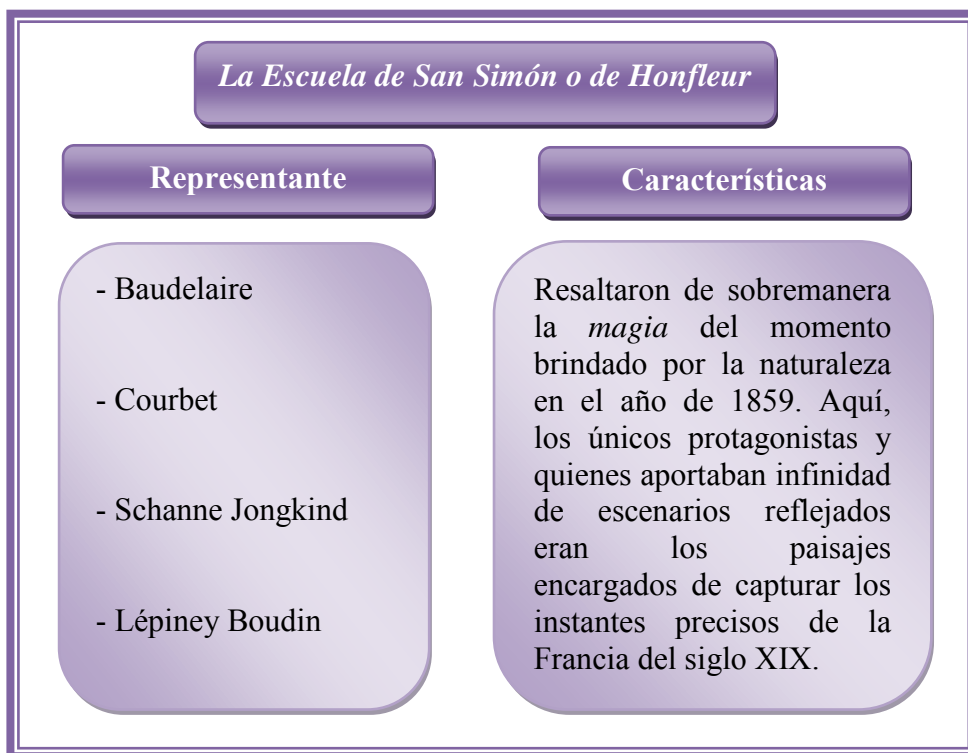 La Escuela de San Simón o de Honfleur
Representante
- Baudelaire
- Courbet
- Schanne Jongkind
- Lépiney Boudin
Características
Resaltaron de sobremanera
la magia del momento
brindado por la naturaleza
en el año de 1859. Aquí,
los únicos protagonistas y
quienes aportaban infinidad
de escenarios reflejados
eran los paisajes
encargados de capturar los
instantes precisos de la
Francia del siglo XIX.